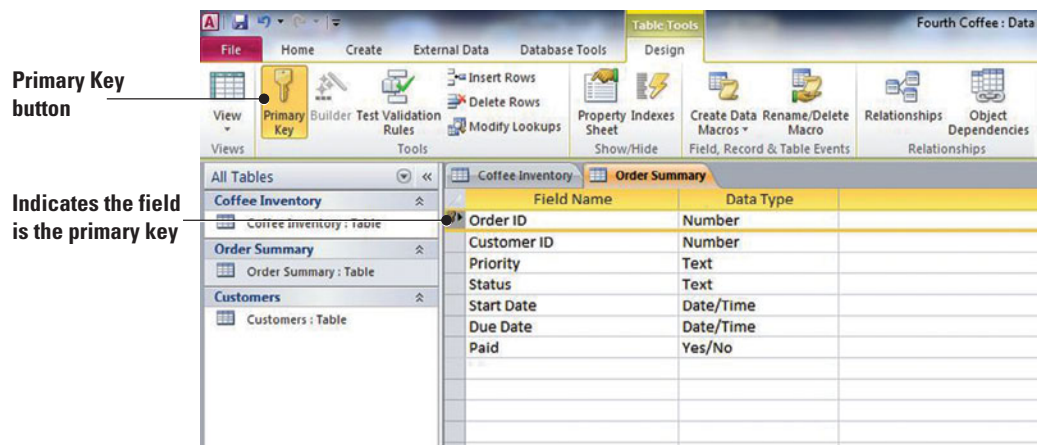 Table Tools
Fourth Coffee : Data
File Home Create External Data Database Tools Design
Primary Key
button
View
Views
Primary
Key
Builder
Test Validation
Rules
Insert Rows
Delete Rows
Modify Lookups
Tools
Property
Sheet
Indexes
Show/Hide
Create Data
Macros
Rename/Delete
Macro
Field, Record & Table Events
Relationships
Object
Dependencies
Relationships
All Tables
Coffee Inventory
Coffee Inventory : Table
Order Summary
Order Summary : Table
Customers
Customers : Table
Indicates the field
is the primary key
Coffee Inventory Order Summary
Field Name Data Type
Order ID Number
Customer ID Number
Priority Text
Status Text
Start Date Date/Time
Due Date Date/Time
Paid Yes/No